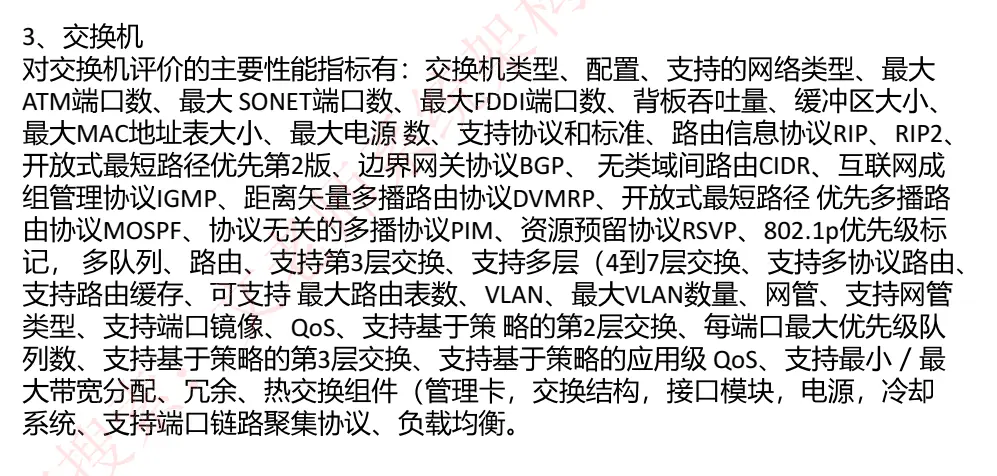 3、交换机
对交换机评价的主要性能指标有：交换机类型、配置、支持的网络类型、最大
ATM端口数、最大 SONET端口数、最大FDDI端口数、背板吞吐量、缓冲区大小、
最大MAC地址表大小、最大电源 数、支持协议和标准、路由信息协议RIP、RIP2、
开放式最短路径优先第2版、边界网关协议BGP、 无类域间路由CIDR、互联网成
组管理协议IGMP、距离矢量多播路由协议DVMRP、开放式最短路径 优先多播路
由协议MOSPF、协议无关的多播协议PIM、资源预留协议RSVP、802.1p优先级标
记， 多队列、路由、支持第3层交换、支持多层（4到7层交换、支持多协议路由、
支持路由缓存、可支持 最大路由表数、VLAN、最大VLAN数量、网管、支持网管
类型、支持端口镜像、QoS、支持基于策 略的第2层交换、每端口最大优先级队
列数、支持基于策略的第3层交换、支持基于策略的应用级 QoS、支持最小／最
大带宽分配、冗余、热交换组件（管理卡，交换结构，接口模块，电源，冷却
系统、支持端口链路聚集协议、负载均衡。